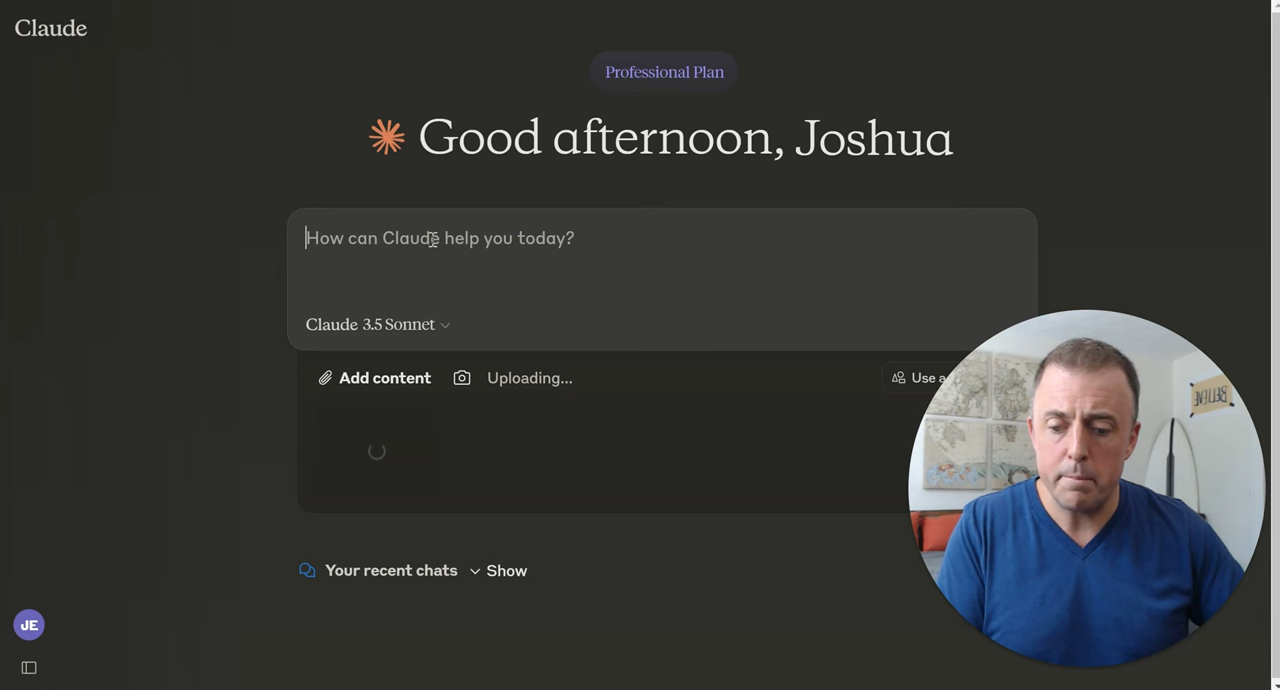 Claude
Professional Plan
Good afternoon, Joshua
How can Claude help you today?
Claude 3.5 Sonnet
Add content
Uploading...
Use a
BELIEVE
Your recent chats
Show
JE